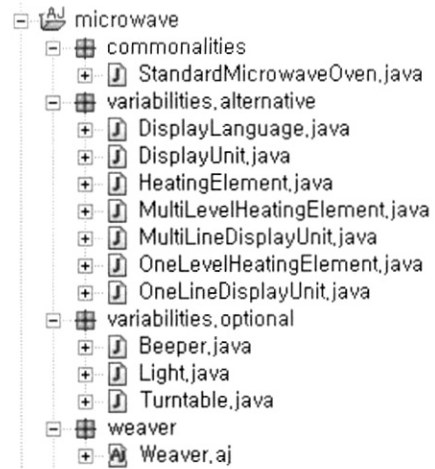 microwave
commonalities
StandardMicrowaveOven.java
variabilities.alternative
DisplayLanguage.java
DisplayUnit.java
HeatingElement.java
MultiLevelHeatingElement.java
MultiLineDisplayUnit.java
OneLevelHeatingElement.java
OneLineDisplayUnit.java
variabilities.optional
Beeper.java
Light.java
Turntable.java
weaver
Weaver.aj